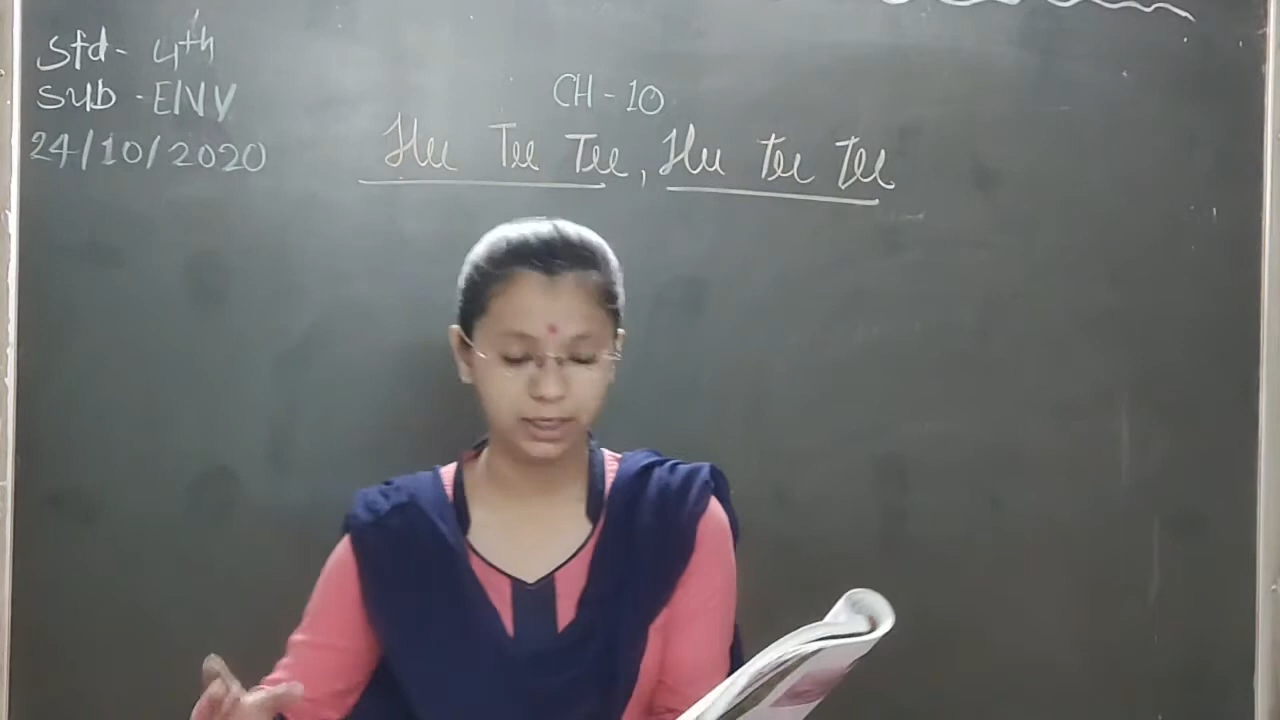 Std- 4th
Sub - ENV
24/10/2020
CH - 10
Hu Tu Tu, Hu tu tu